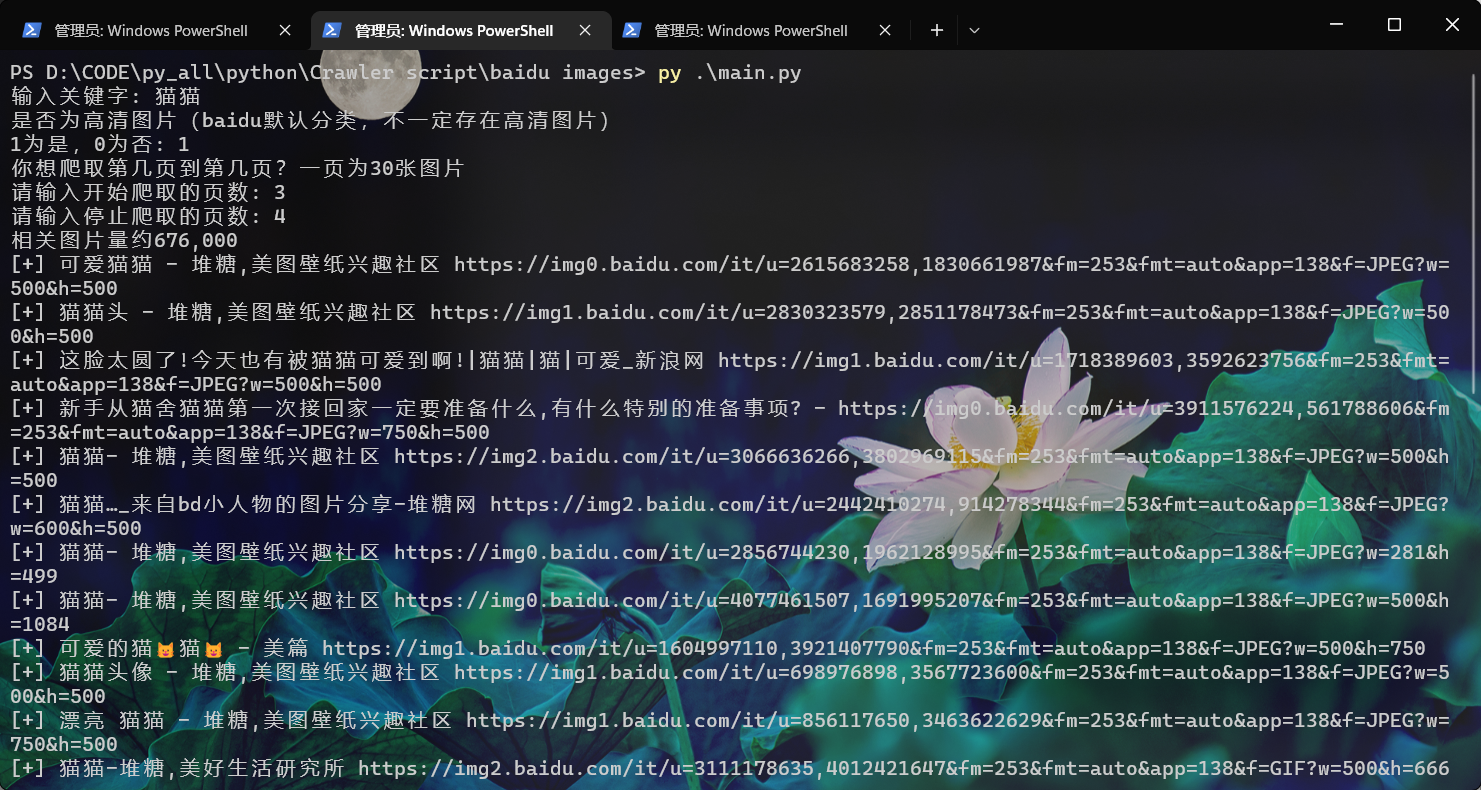 管理员: Windows PowerShell
管理员: Windows PowerShell
管理员: Windows PowerShell
PS D:\CODE\py_all\python\Crawler script\baidu images> py .\main.py
输入关键字: 猫猫
是否为高清图片（baidu默认分类, 不一定存在高清图片）
1为是，0为否: 1
你想爬取第几页到第几页? 一页为30张图片
请输入开始爬取的页数: 3
请输入停止爬取的页数: 4
相关图片量约676,000
[+] 可爱猫猫 - 堆糖,美图壁纸兴趣社区 https://img0.baidu.com/it/u=2615683258,1830661987&fm=253&fmt=auto&app=138&f=JPEG?w=
500&h=500
[+] 猫猫头 - 堆糖,美图壁纸兴趣社区 https://img1.baidu.com/it/u=2830323579,2851178473&fm=253&fmt=auto&app=138&f=JPEG?w=50
0&h=500
[+] 这脸太圆了!今天也有被猫猫可爱到啊!|猫猫|猫|可爱_新浪网 https://img1.baidu.com/it/u=1718389603,3592623756&fm=253&fmt=
auto&app=138&f=JPEG?w=500&h=500
[+] 新手从猫舍猫猫第一次接回家一定要准备什么,有什么特别的准备事项? - https://img0.baidu.com/it/u=3911576224,561788606&fm
=253&fmt=auto&app=138&f=JPEG?w=750&h=500
[+] 猫猫- 堆糖,美图壁纸兴趣社区 https://img2.baidu.com/it/u=3066636266,3802969115&fm=253&fmt=auto&app=138&f=JPEG?w=500&h
=500
[+] 猫猫…_来自bd小人物的图片分享-堆糖网 https://img2.baidu.com/it/u=2442410274,914278344&fm=253&fmt=auto&app=138&f=JPEG?
w=600&h=500
[+] 猫猫- 堆糖,美图壁纸兴趣社区 https://img0.baidu.com/it/u=2856744230,1962128995&fm=253&fmt=auto&app=138&f=JPEG?w=281&h
=499
[+] 猫猫- 堆糖,美图壁纸兴趣社区 https://img0.baidu.com/it/u=4077461507,1691995207&fm=253&fmt=auto&app=138&f=JPEG?w=500&h
=1084
[+] 可爱的猫😺猫😺 - 美篇 https://img1.baidu.com/it/u=1604997110,3921407790&fm=253&fmt=auto&app=138&f=JPEG?w=500&h=750
[+] 猫猫头像 - 堆糖,美图壁纸兴趣社区 https://img1.baidu.com/it/u=698976898,3567723600&fm=253&fmt=auto&app=138&f=JPEG?w=5
00&h=500
[+] 漂亮 猫猫 - 堆糖,美图壁纸兴趣社区 https://img1.baidu.com/it/u=856117650,3463622629&fm=253&fmt=auto&app=138&f=JPEG?w=
750&h=500
[+] 猫猫-堆糖,美好生活研究所 https://img2.baidu.com/it/u=3111178635,4012421647&fm=253&fmt=auto&app=138&f=GIF?w=500&h=666